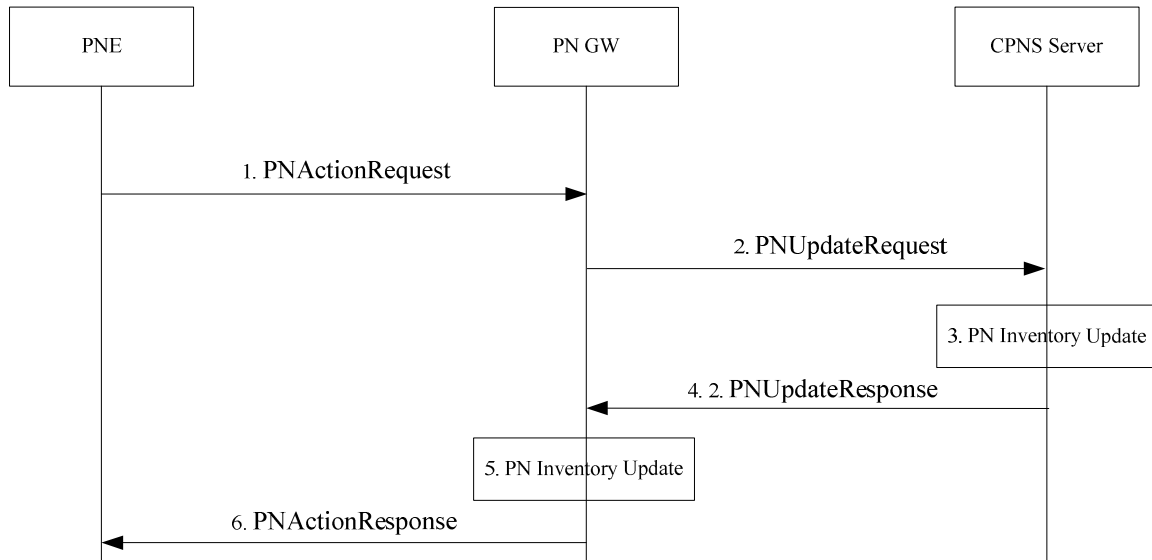 PNE
PN GW
CPNS Server
1. PNActionRequest
2. PNUpdateRequest
3. PN Inventory Update
4. 2. PNUpdateResponse
5. PN Inventory Update
6. PNActionResponse